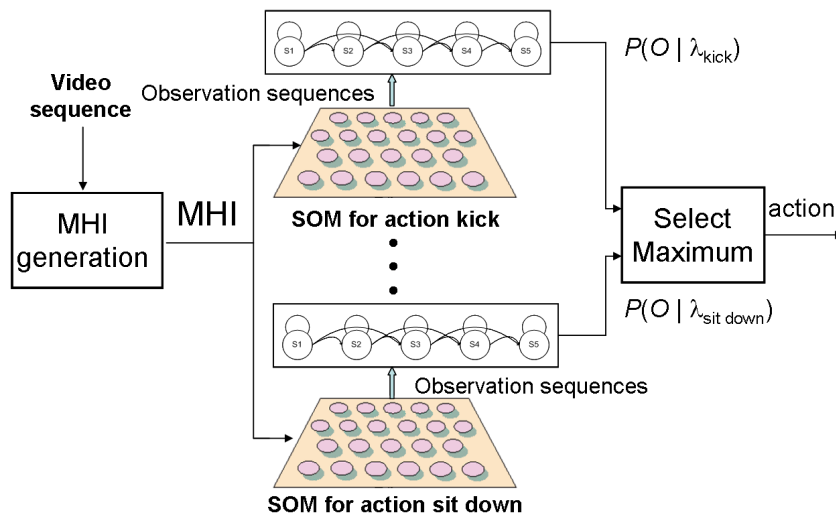 S1 S2 S3 S4 S5
P(O | λkick)
Video
sequence
Observation sequences
MHI
generation
MHI
SOM for action kick
Select
Maximum
action
S1 S2 S3 S4 S5
P(O | λsit down)
Observation sequences
SOM for action sit down